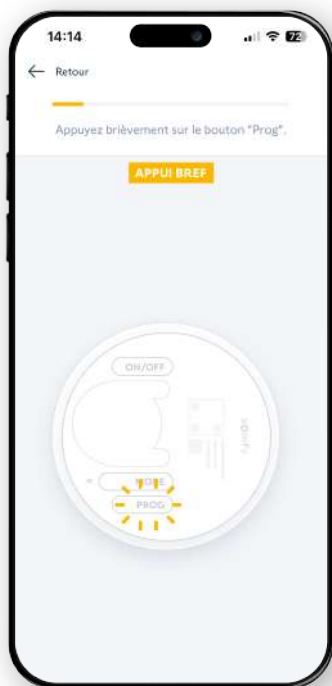 14:14
72
Retour
Appuyez brièvement sur le bouton "Prog".
APPUI BREF
ON/OFF
somfy
MODE
PROG